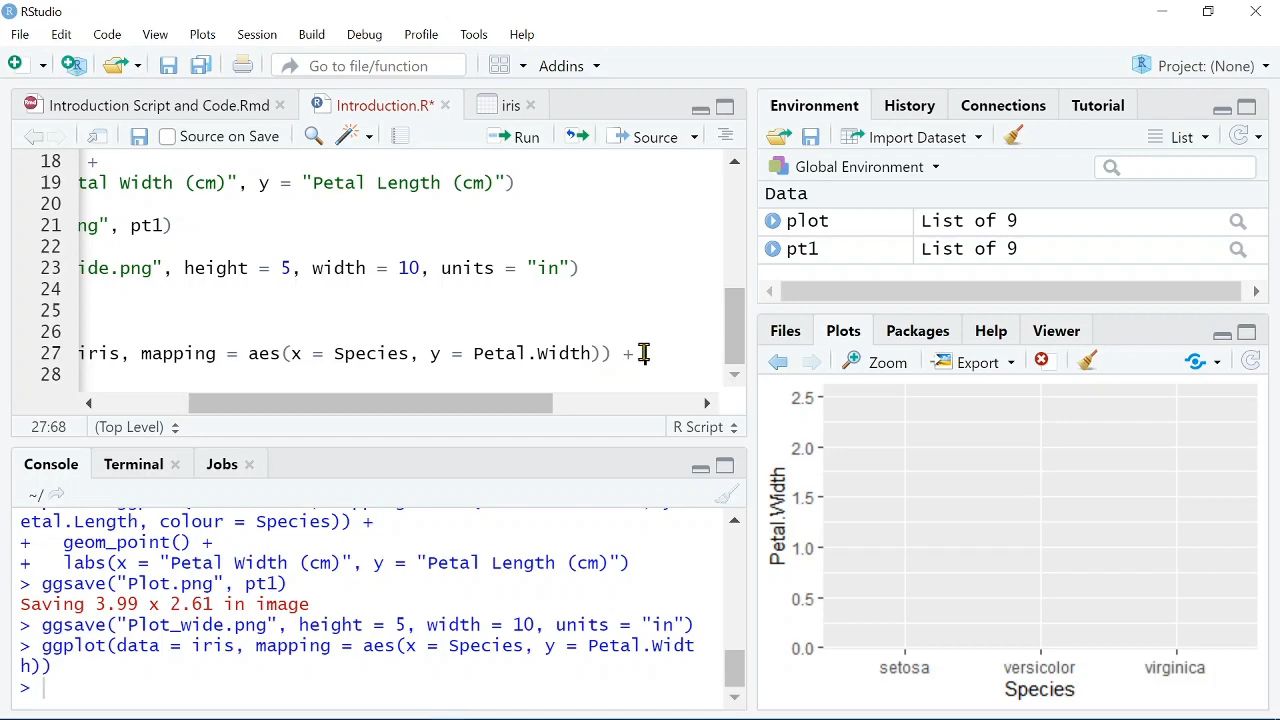 RStudio
File Edit Code View Plots Session Build Debug Profile Tools Help
Go to file/function
Addins
Project: (None)
Introduction Script and Code.Rmd
Introduction.R*
iris
Source on Save
Run
Source
18 +
19 tal Width (cm)", y = "Petal Length (cm)")
20
21 ng", pt1)
22
23 ide.png", height = 5, width = 10, units = "in")
24
25
26
27 iris, mapping = aes(x = Species, y = Petal.Width)) +
28
27:68 (Top Level) R Script
Console Terminal Jobs
~/
etal.Length, colour = Species)) +
+   geom_point() +
+   labs(x = "Petal Width (cm)", y = "Petal Length (cm)")
> ggsave("Plot.png", pt1)
Saving 3.99 x 2.61 in image
> ggsave("Plot_wide.png", height = 5, width = 10, units = "in")
> ggplot(data = iris, mapping = aes(x = Species, y = Petal.Widt
h))
>
Environment History Connections Tutorial
Import Dataset
List
Global Environment
Data
plot List of 9
pt1 List of 9
Files Plots Packages Help Viewer
Zoom Export
2.5
2.0
1.5
1.0
0.5
0.0
Petal.Width
setosa versicolor virginica
Species